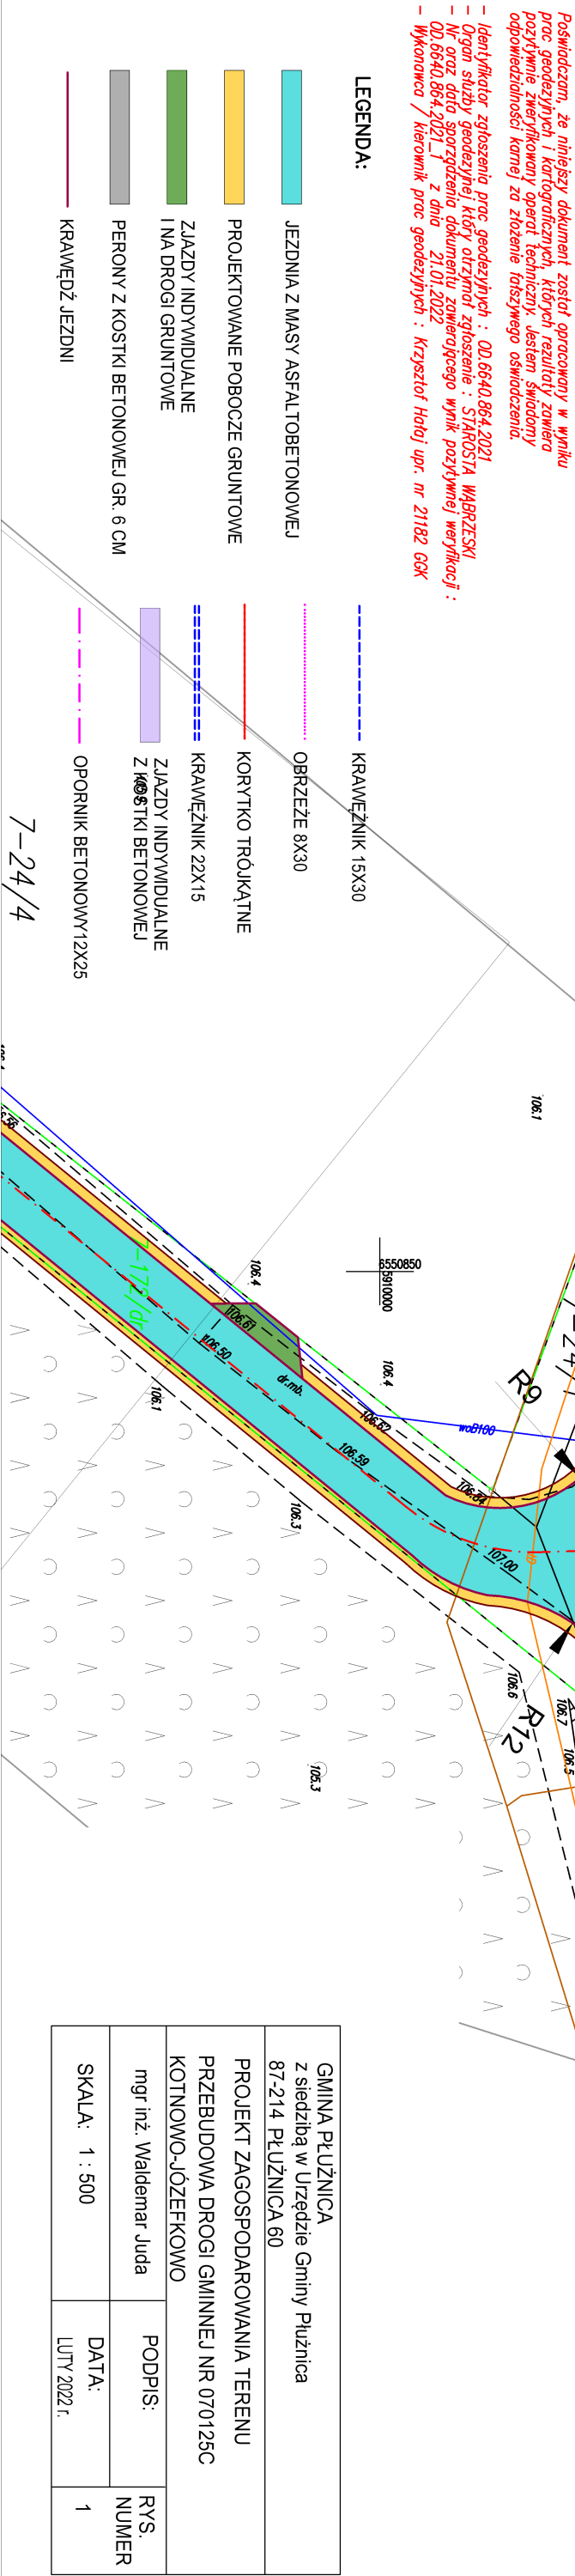 Poświadczam, że niniejszy dokument został opracowany w wyniku
prac geodezyjnych i kartograficznych, których rezultaty zawiera
pozytywnie zweryfikowany operat techniczny. Jestem świadomy
odpowiedzialności karnej za złożenie fałszywego oświadczenia.
- Identyfikator zgłoszenia prac geodezyjnych : OD.6640.864.2021
- Organ służby geodezyjnej który otrzymał zgłoszenie : STAROSTA WĄBRZESKI
- Nr oraz data sporządzenia dokumentu zawierającego wynik pozytywnej weryfikacji :
OD.6640.864.2021_1 z dnia 21.01.2022
- Wykonawca / kierownik prac geodezyjnych : Krzysztof Hałaj upr. nr 21182 GGK
LEGENDA:
JEZDNIA Z MASY ASFALTOBETONOWEJ
PROJEKTOWANE POBOCZE GRUNTOWE
ZJAZDY INDYWIDUALNE
I NA DROGI GRUNTOWE
PERONY Z KOSTKI BETONOWEJ GR. 6 CM
KRAWĘDŹ JEZDNI
KRAWĘŻNIK 15X30
OBRZEŻE 8X30
KORYTKO TRÓJKĄTNE
KRAWĘŻNIK 22X15
ZJAZDY INDYWIDUALNE
Z KOSTKI BETONOWEJ
OPORNIK BETONOWY12X25
7-24/4
106.1
6550850
5910000
106.4
106.61
106.50
7-172/dr
106.1
dr.mb.
106.4
106.62
woB100
106.59
106.3
106.84
107.00
R9
R12
106.6
106.7
106.5
105.3
GMINA PŁUŻNICA
z siedzibą w Urzędzie Gminy Płużnica
87-214 PŁUŻNICA 60
PROJEKT ZAGOSPODAROWANIA TERENU
PRZEBUDOWA DROGI GMINNEJ NR 070125C
KOTNOWO-JÓZEFKOWO
mgr inż. Waldemar Juda
PODPIS:
RYS.
NUMER
SKALA: 1 : 500
DATA:
LUTY 2022 r.
1